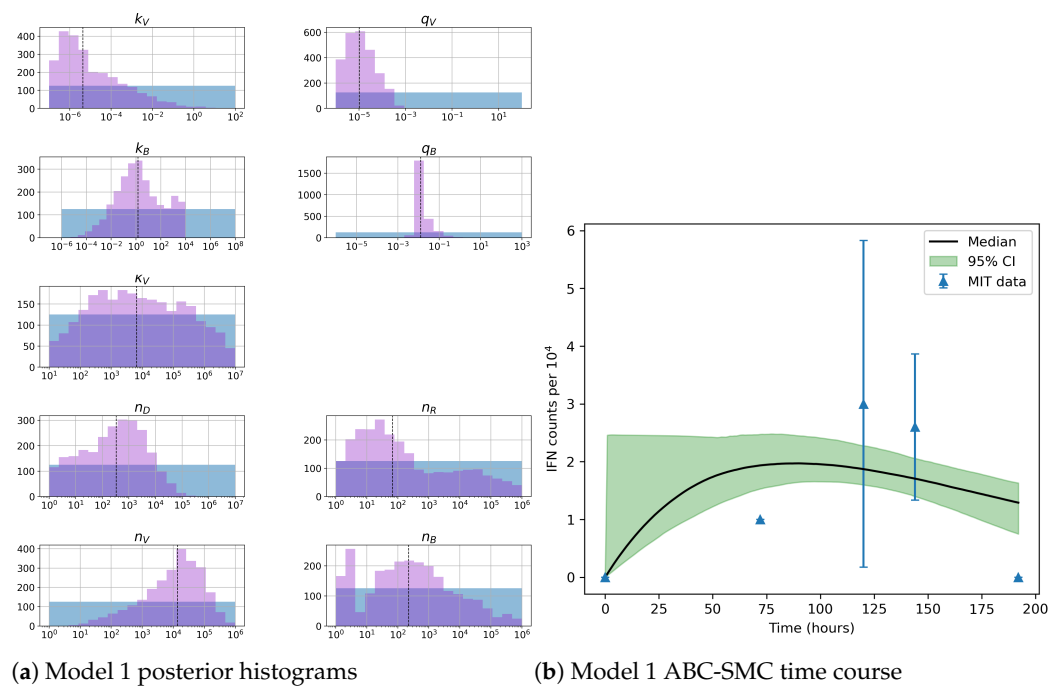 k_V
400
300
200
100
0
10^-6 10^-4 10^-2 10^0 10^2
q_V
600
400
200
0
10^-5 10^-3 10^-1 10^1
k_B
300
200
100
0
10^-6 10^-4 10^-2 10^0 10^2 10^4 10^6 10^8
q_B
1500
1000
500
0
10^-5 10^-3 10^-1 10^1 10^3
κ_V
150
100
50
0
10^1 10^2 10^3 10^4 10^5 10^6 10^7
n_D
300
200
100
0
10^0 10^1 10^2 10^3 10^4 10^5 10^6 10^7
n_R
200
100
0
10^0 10^1 10^2 10^3 10^4 10^5 10^6
n_V
400
300
200
100
0
10^0 10^1 10^2 10^3 10^4 10^5 10^6
n_B
200
100
0
10^0 10^1 10^2 10^3 10^4 10^5 10^6
(a) Model 1 posterior histograms
6
5
4
3
2
1
0
IFN counts per 10^4
Median
95% CI
MIT data
0 25 50 75 100 125 150 175 200
Time (hours)
(b) Model 1 ABC-SMC time course